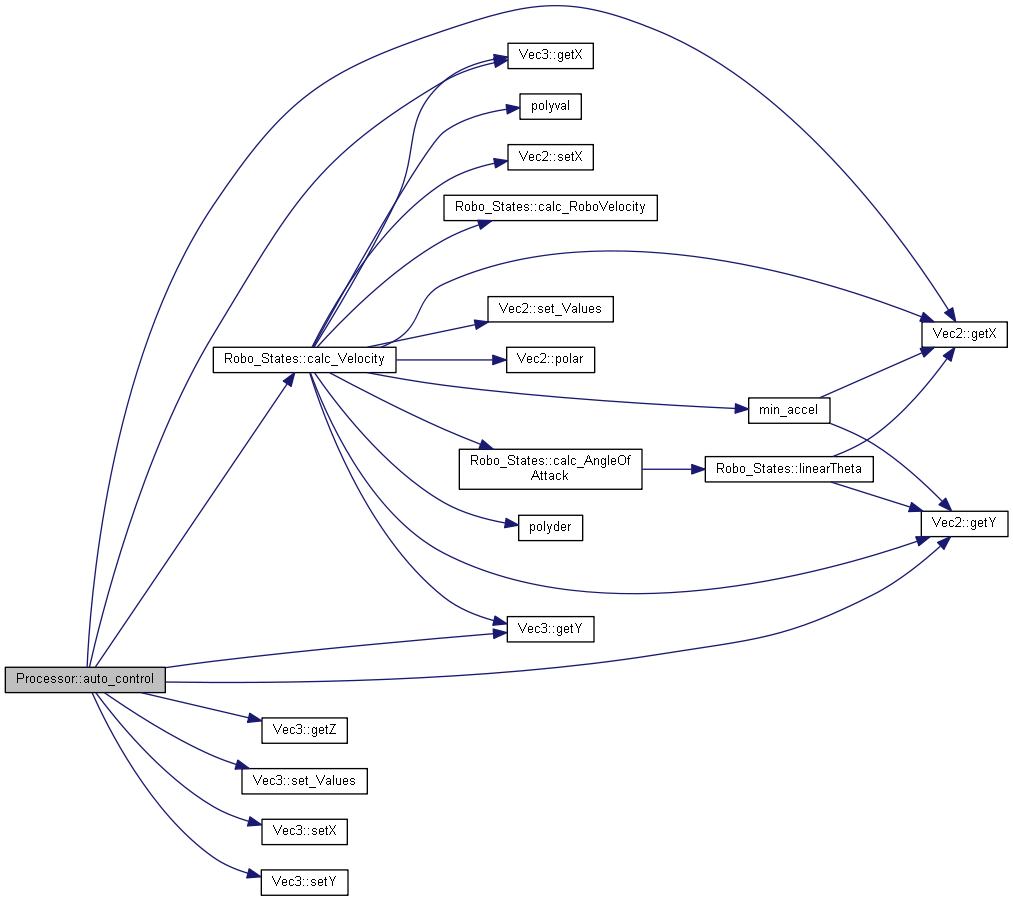 Vec3::getX
polyval
Vec2::setX
Robo_States::calc_RoboVelocity
Vec2::set_Values
Vec2::getX
Robo_States::calc_Velocity
Vec2::polar
min_accel
Robo_States::calc_AngleOf
Attack
Robo_States::linearTheta
polyder
Vec2::getY
Vec3::getY
Processor::auto_control
Vec3::getZ
Vec3::set_Values
Vec3::setX
Vec3::setY